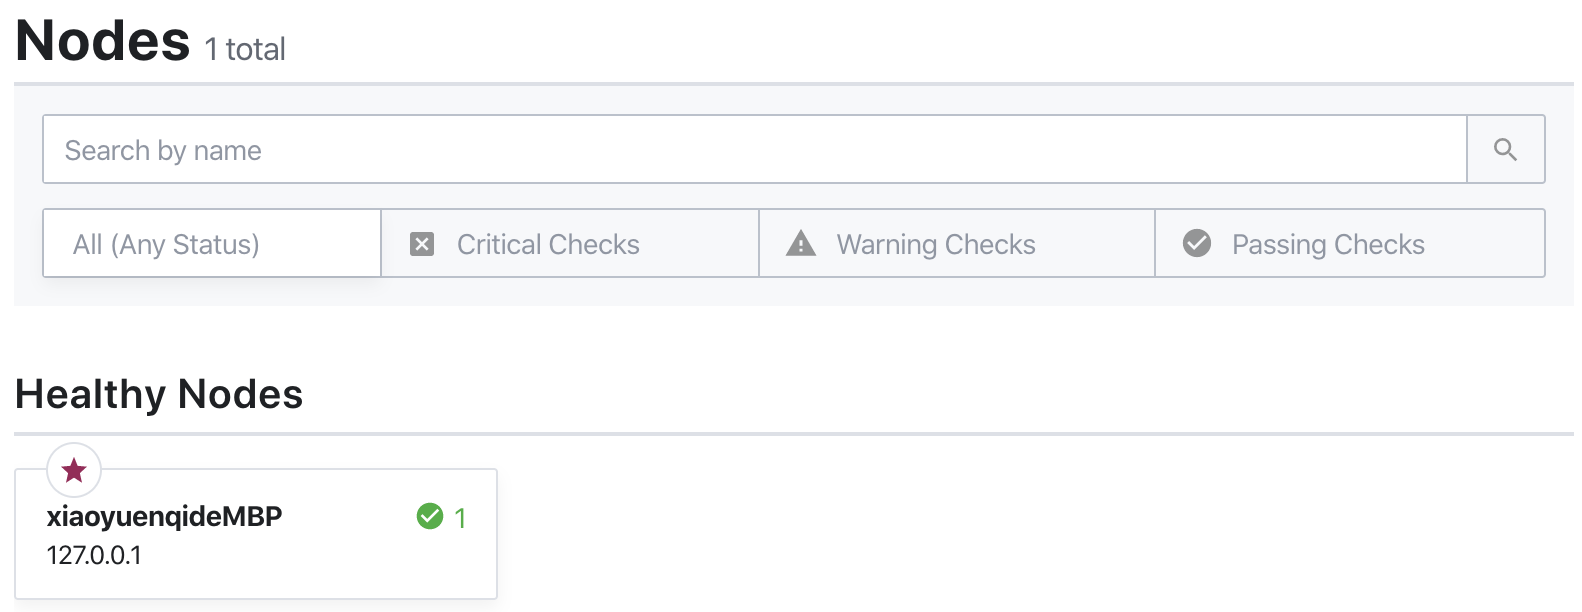 Nodes 1 total
Search by name
All (Any Status) Critical Checks Warning Checks Passing Checks
Healthy Nodes
xiaoyuenqideMBP 1
127.0.0.1